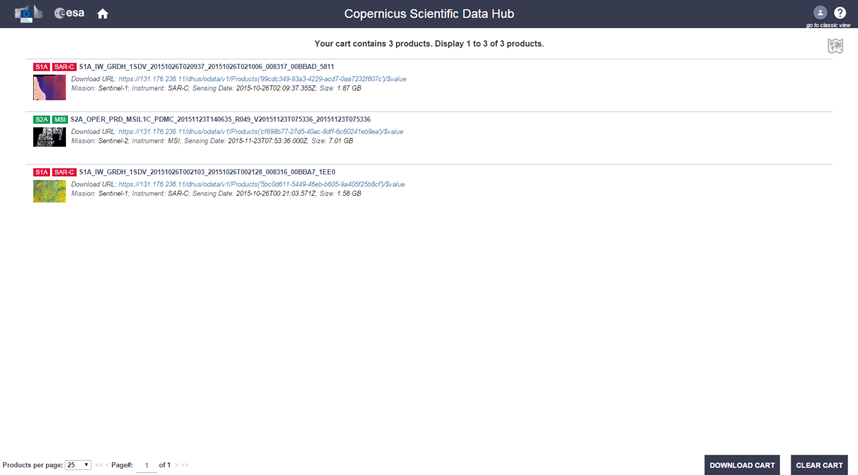 esa
Copernicus Scientific Data Hub
go to classic view
Your cart contains 3 products. Display 1 to 3 of 3 products.
S1A SAR-C S1A_IW_GRDH_1SDV_20151026T020937_20151026T021006_008317_00BBAD_5811
Download URL: https://131.176.236.11/dhus/odata/v1/Products('99cdc349-93a3-4229-acd7-0aa7232f607c')/$value
Mission: Sentinel-1; Instrument: SAR-C; Sensing Date: 2015-10-26T02:09:37.355Z; Size: 1.87 GB
S2A MSI S2A_OPER_PRD_MSIL1C_PDMC_20151123T140635_R049_V20151123T075336_20151123T075336
Download URL: https://131.176.236.11/dhus/odata/v1/Products('cf698b77-27d5-40ac-8dff-6c60241eb9ea')/$value
Mission: Sentinel-2; Instrument: MSI; Sensing Date: 2015-11-23T07:53:36.000Z; Size: 7.01 GB
S1A SAR-C S1A_IW_GRDH_1SDV_20151026T002103_20151026T002128_008316_00BBA7_1EE0
Download URL: https://131.176.236.11/dhus/odata/v1/Products('5bc0d611-5449-46eb-b605-9a405f25b8cf')/$value
Mission: Sentinel-1; Instrument: SAR-C; Sensing Date: 2015-10-26T00:21:03.571Z; Size: 1.58 GB
Products per page: 25 << < Page#: 1 of 1 > >>
DOWNLOAD CART CLEAR CART